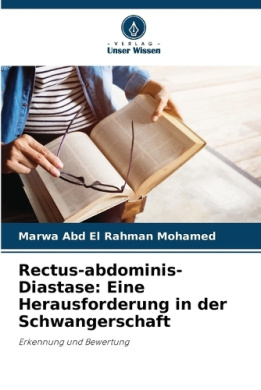 VERLAG
Unser Wissen
Marwa Abd El Rahman Mohamed
Rectus-abdominis-
Diastase: Eine
Herausforderung in der
Schwangerschaft
Erkennung und Bewertung